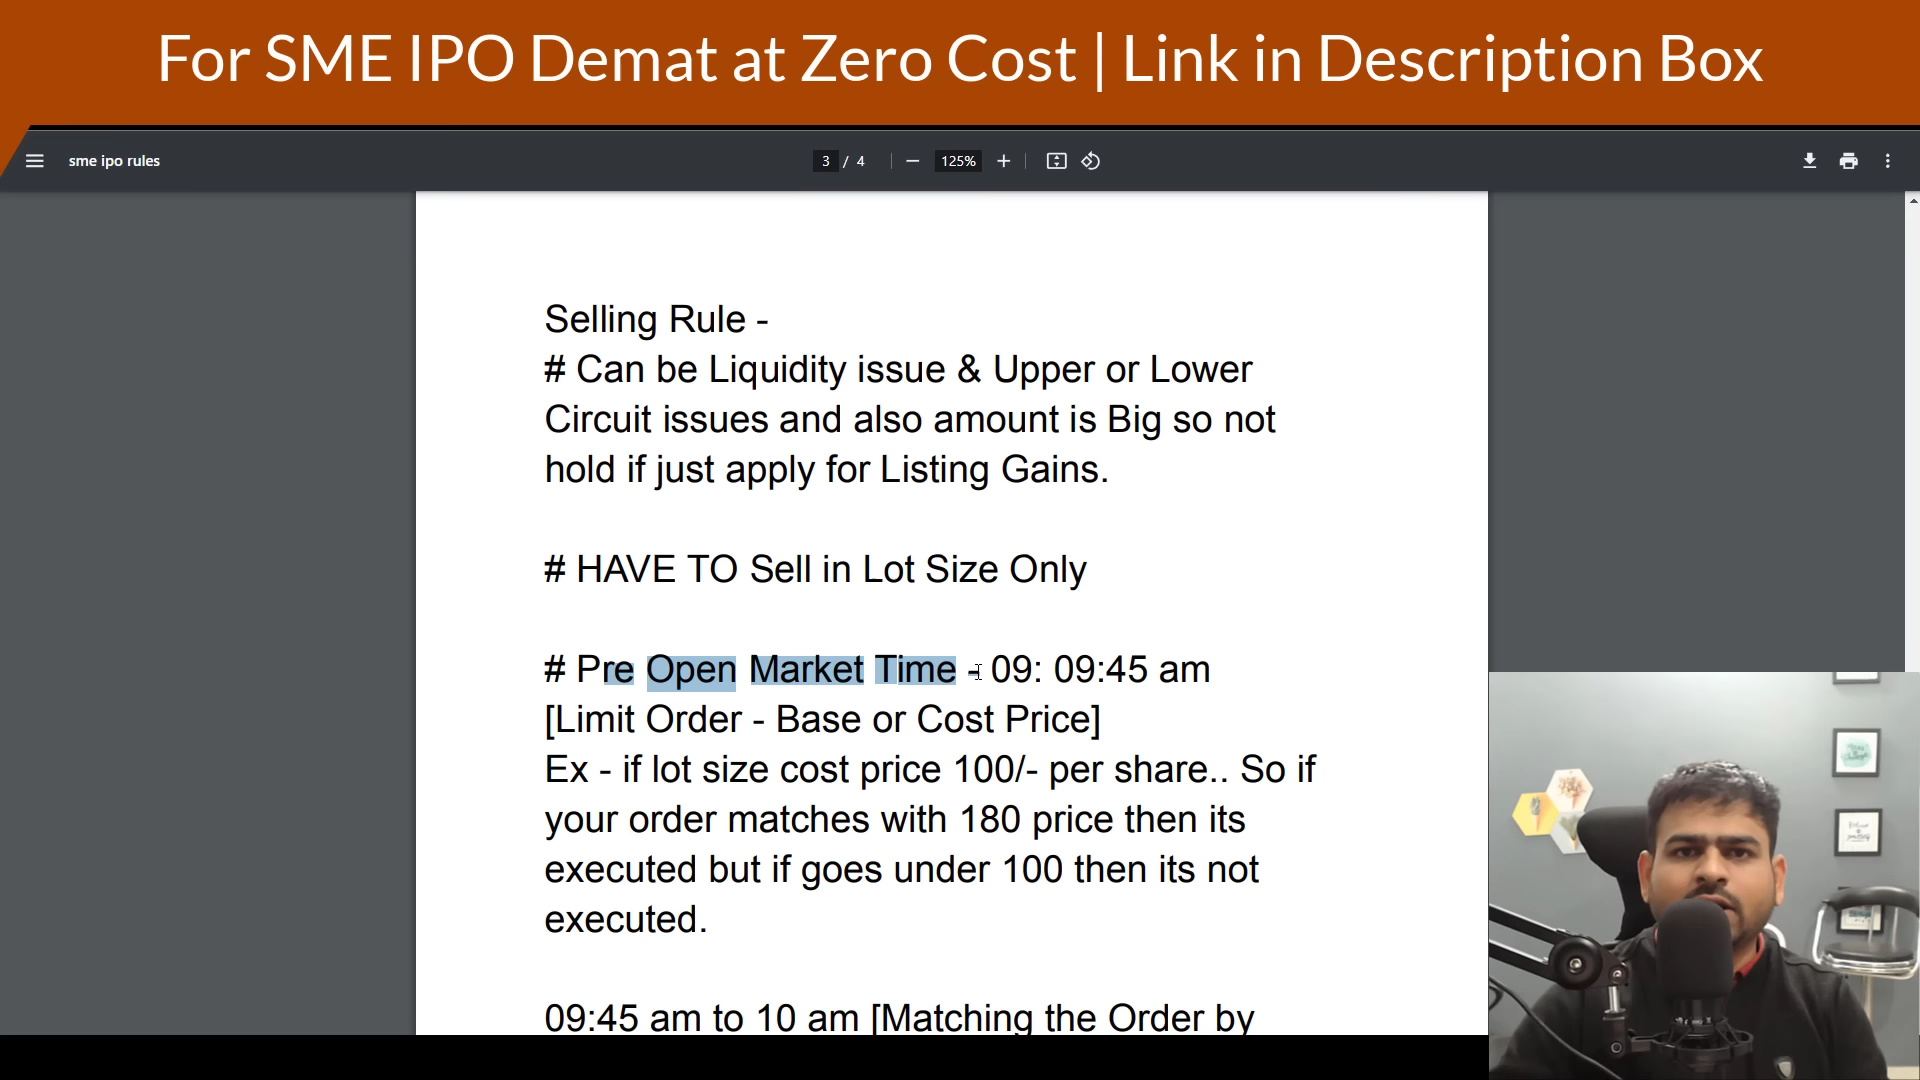 For SME IPO Demat at Zero Cost | Link in Description Box
sme ipo rules
3 / 4
125%
Selling Rule -
# Can be Liquidity issue & Upper or Lower
Circuit issues and also amount is Big so not
hold if just apply for Listing Gains.
# HAVE TO Sell in Lot Size Only
# Pre Open Market Time - 09: 09:45 am
[Limit Order - Base or Cost Price]
Ex - if lot size cost price 100/- per share.. So if
your order matches with 180 price then its
executed but if goes under 100 then its not
executed.
09:45 am to 10 am [Matching the Order by